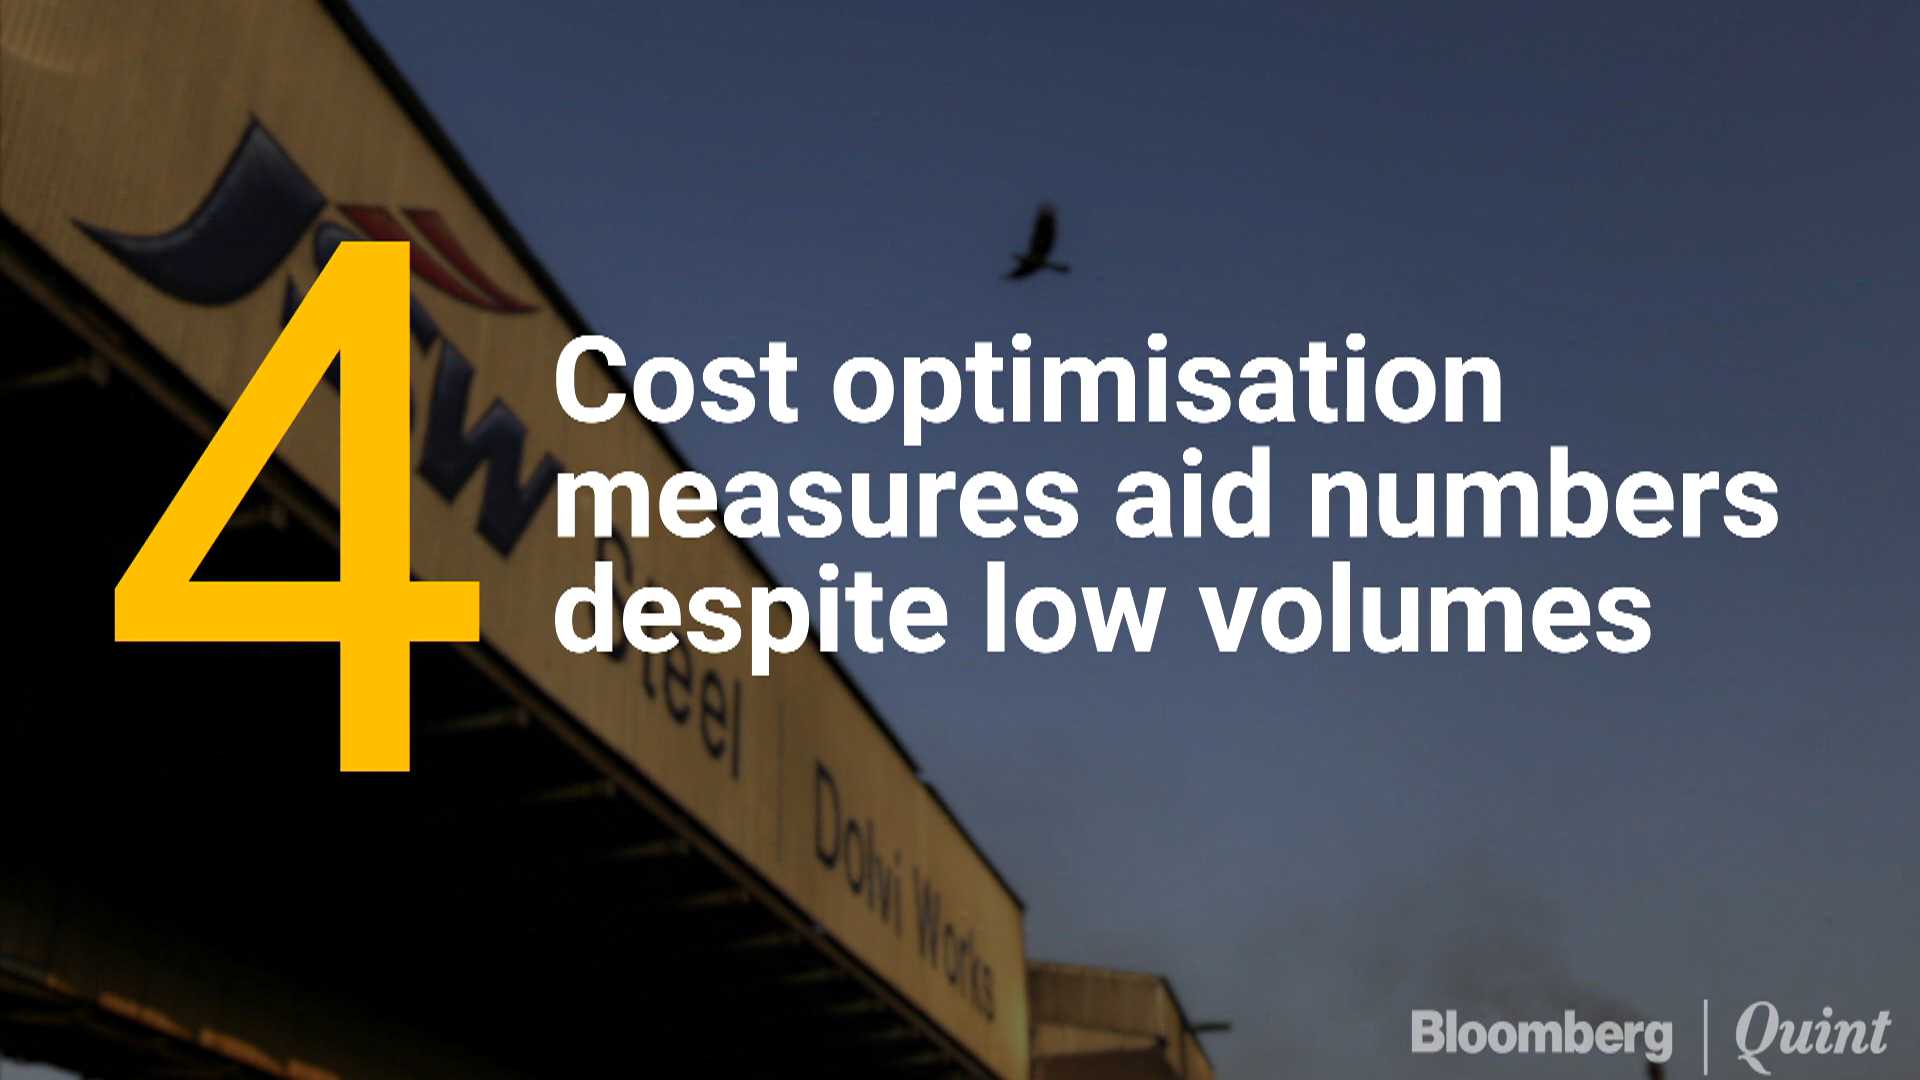 4
Cost optimisation
measures aid numbers
despite low volumes
JSW Steel | Dolvi Works
Bloomberg | Quint